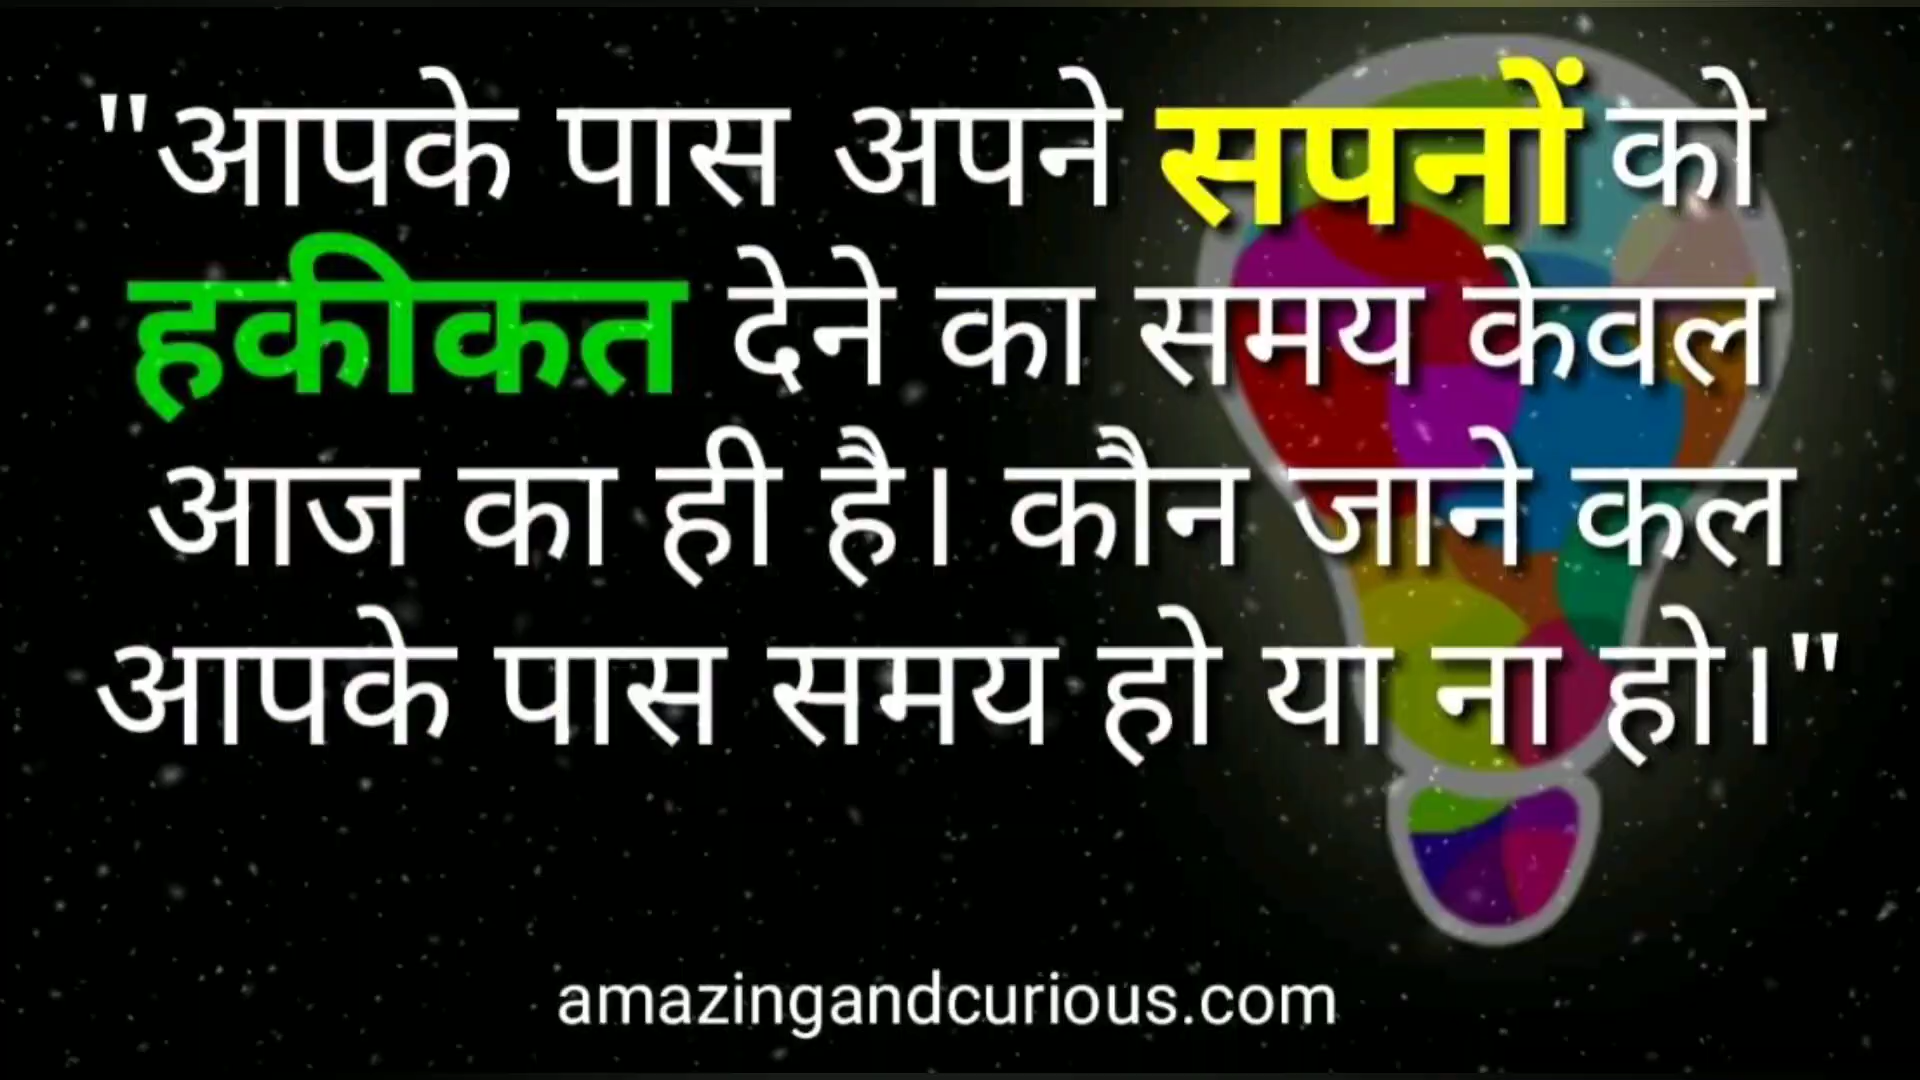 "आपके पास अपने सपनों को
हकीकत देने का समय केवल
आज का ही है। कौन जाने कल
आपके पास समय हो या ना हो।"
amazingandcurious.com